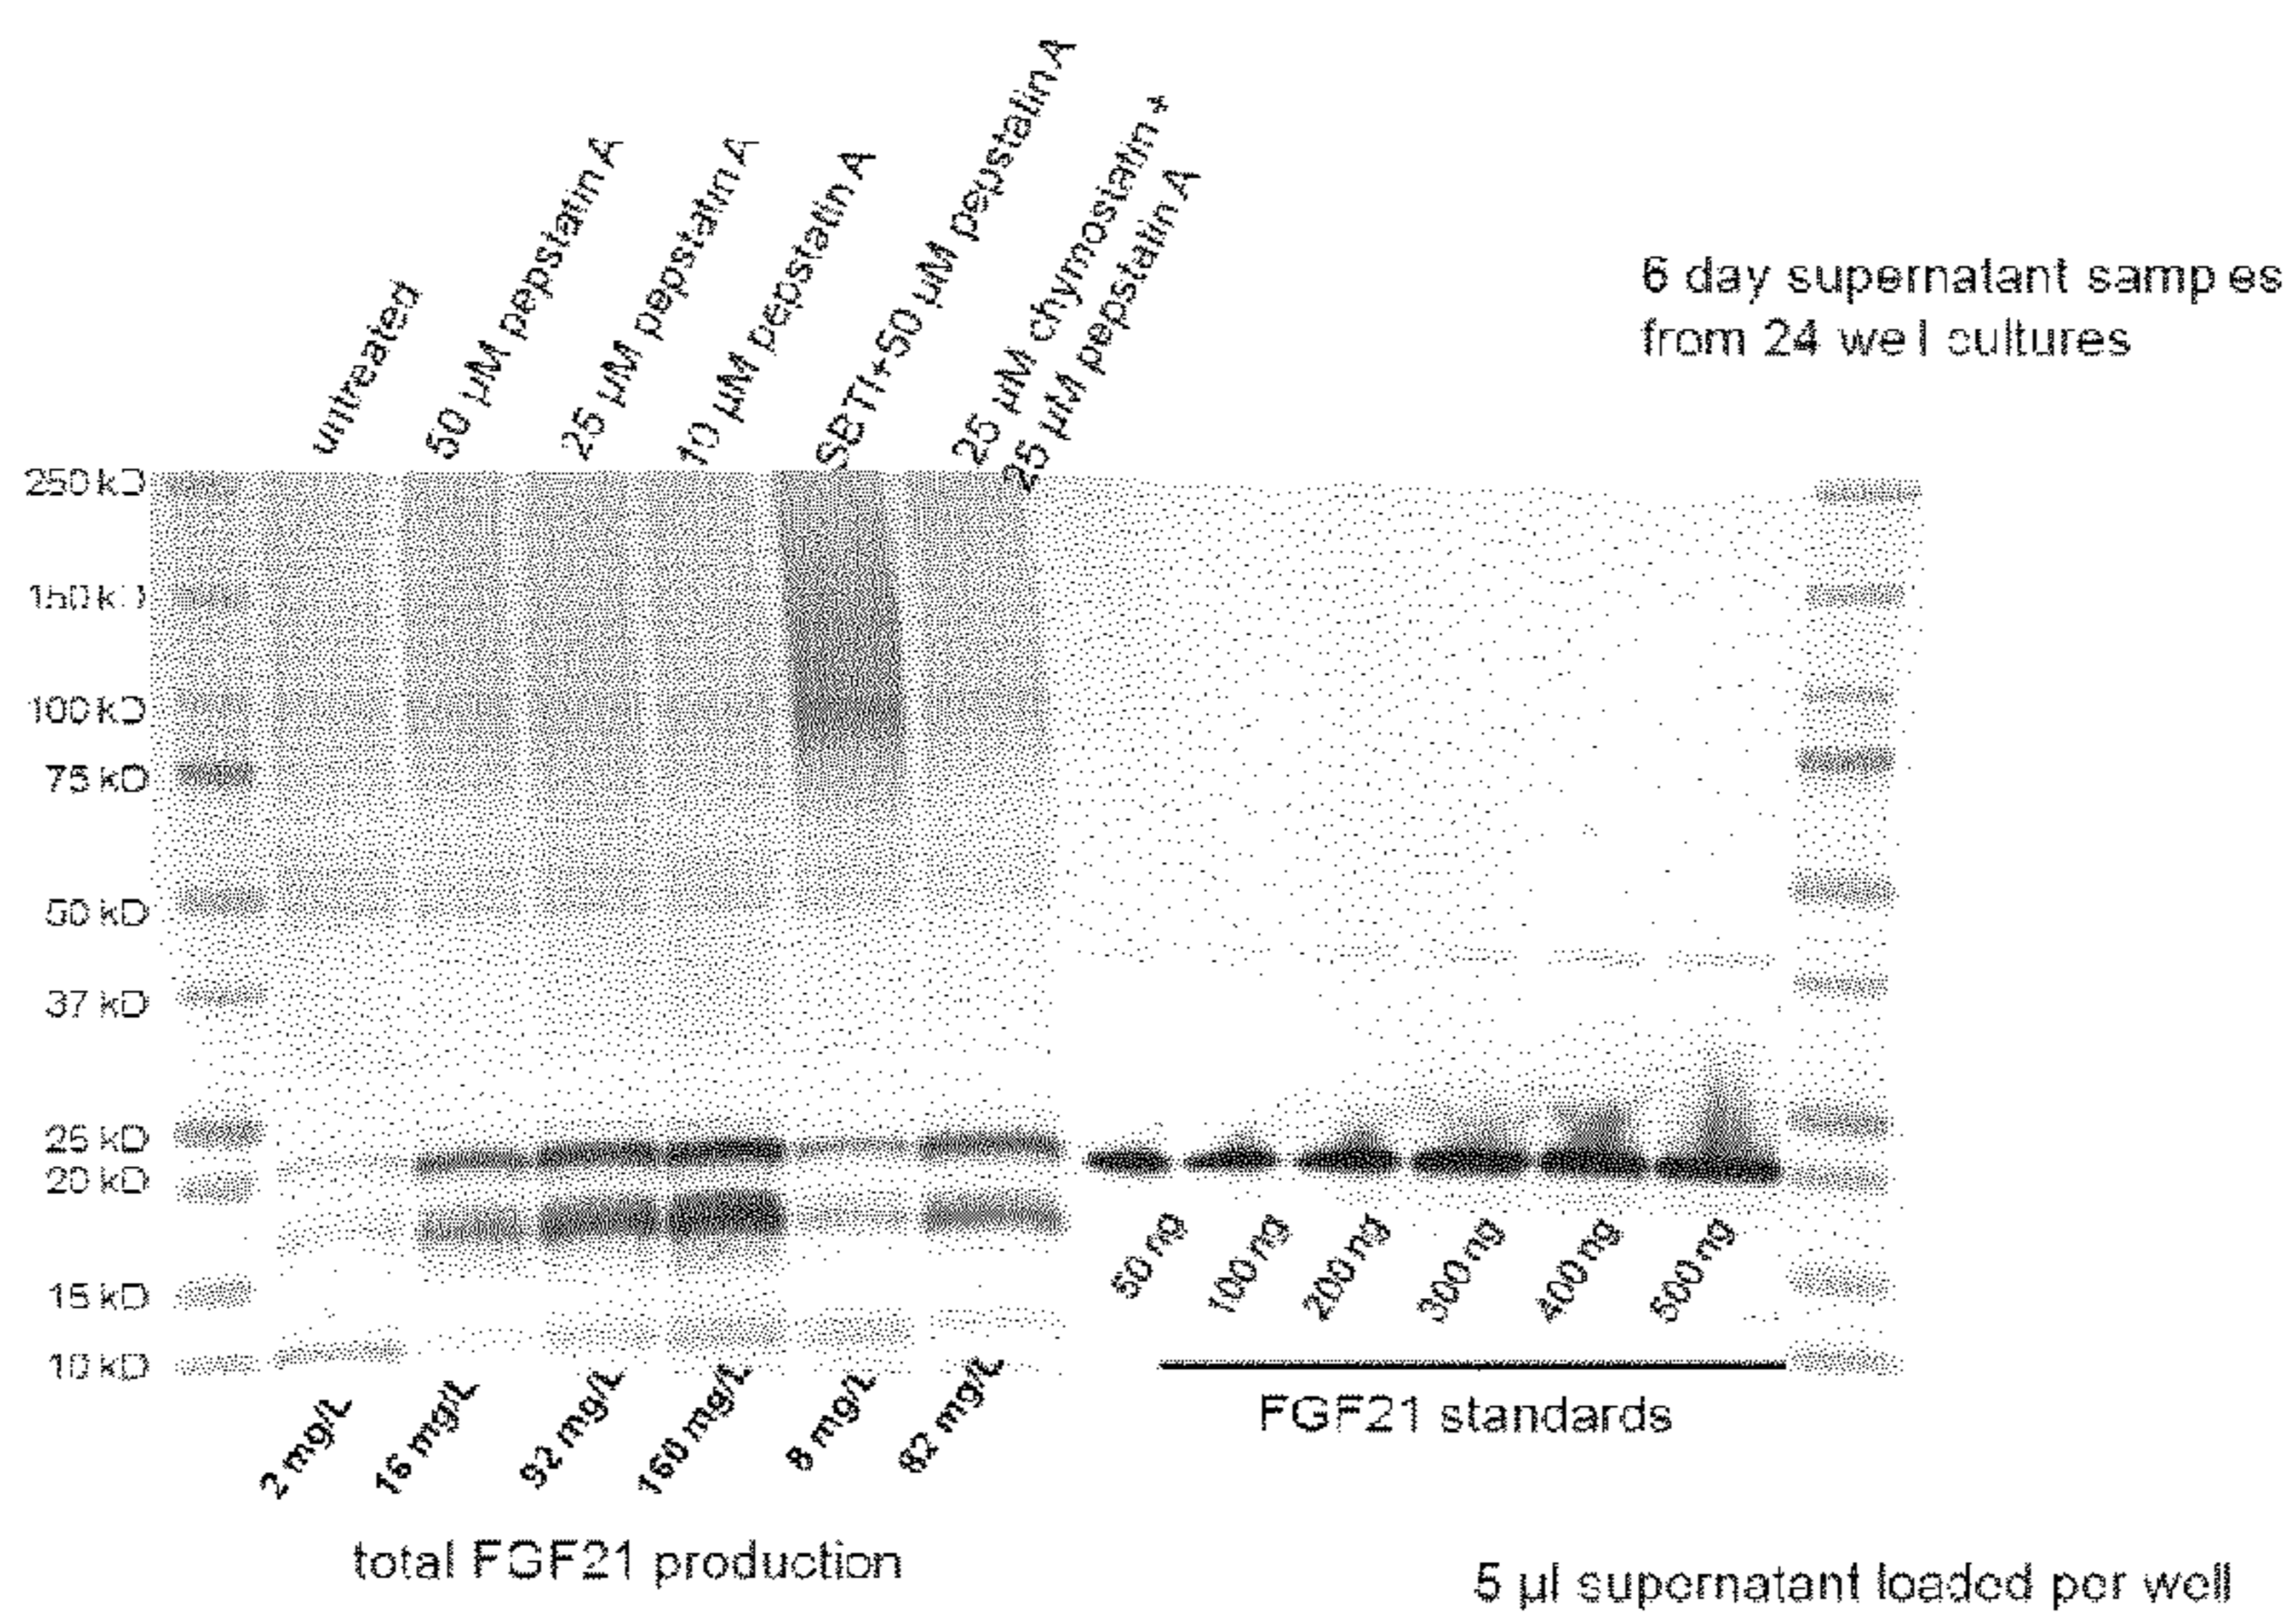 untreated
50 µM pepstatin A
25 µM pepstatin A
10 µM pepstatin A
SBTI+50 µM pepstatin A
25 µM chymostatin +
25 µM pepstatin A
6 day supernatant samples
from 24 well cultures
250 kD
150 kD
100 kD
75 kD
50 kD
37 kD
25 kD
20 kD
15 kD
10 kD
50 ng
100 ng
200 ng
300 ng
400 ng
500 ng
FGF21 standards
2 mg/L
16 mg/L
92 mg/L
160 mg/L
8 mg/L
82 mg/L
total FGF21 production
5 µl supernatant loaded per well